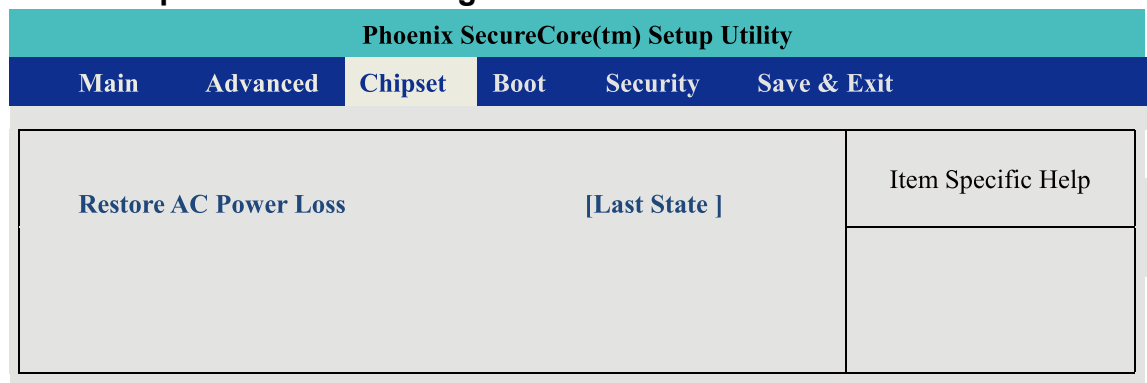 Phoenix SecureCore(tm) Setup Utility
Main Advanced Chipset Boot Security Save & Exit
Restore AC Power Loss [Last State ]
Item Specific Help